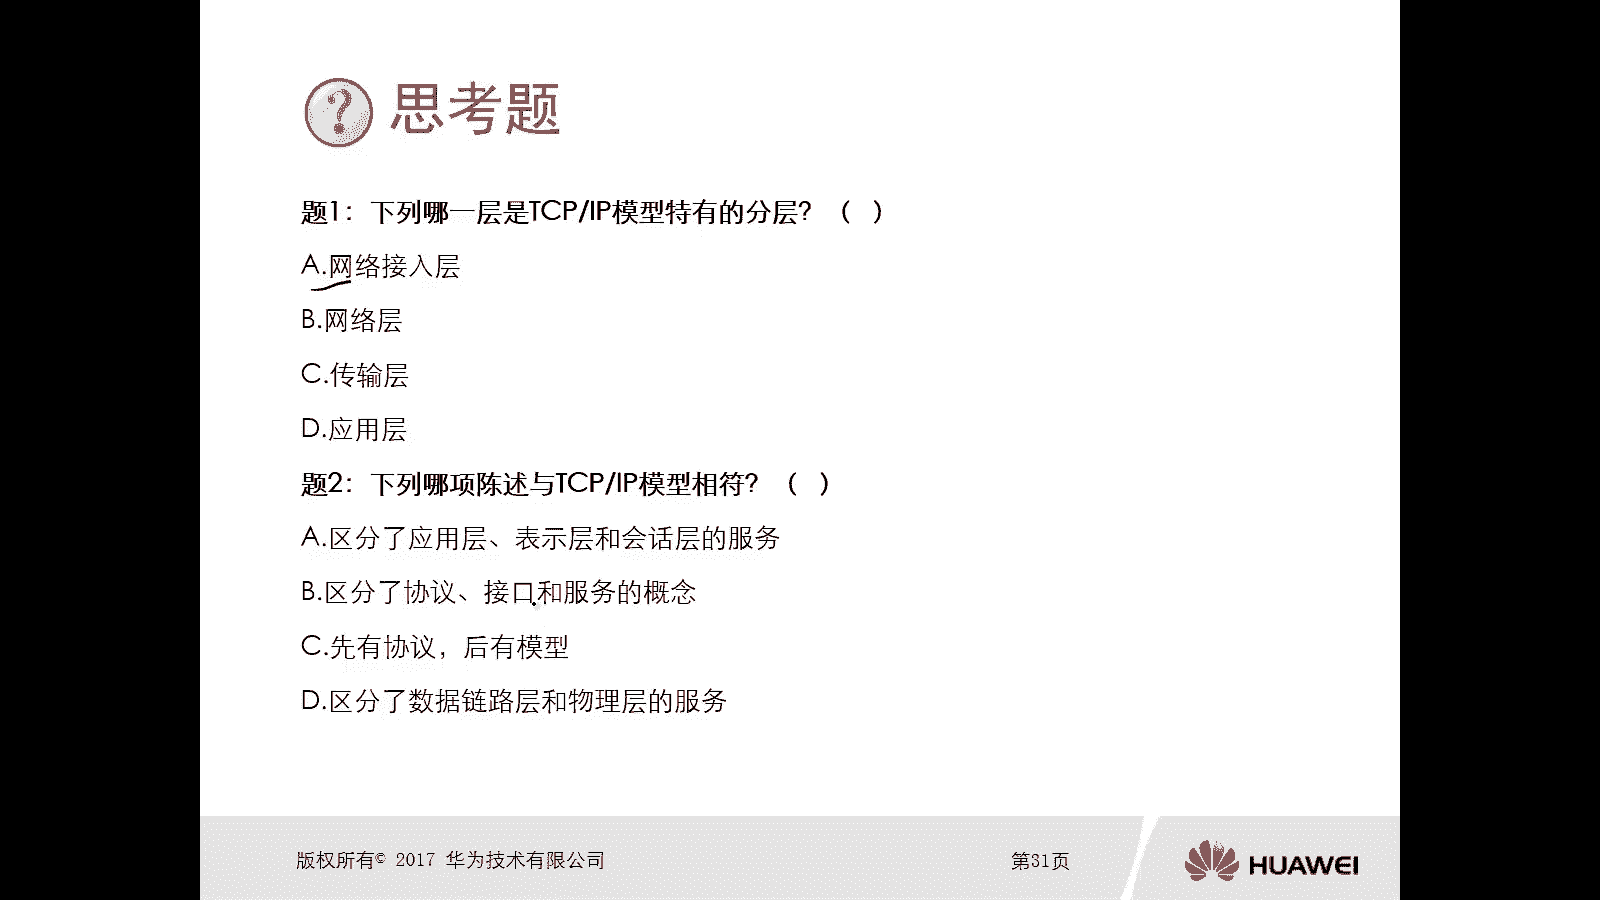 思考题
题1：下列哪一层是TCP/IP模型特有的分层？（ ）
A.网络接入层
B.网络层
C.传输层
D.应用层
题2：下列哪项陈述与TCP/IP模型相符？（ ）
A.区分了应用层、表示层和会话层的服务
B.区分了协议、接口和服务的概念
C.先有协议，后有模型
D.区分了数据链路层和物理层的服务
版权所有© 2017 华为技术有限公司
第31页
HUAWEI